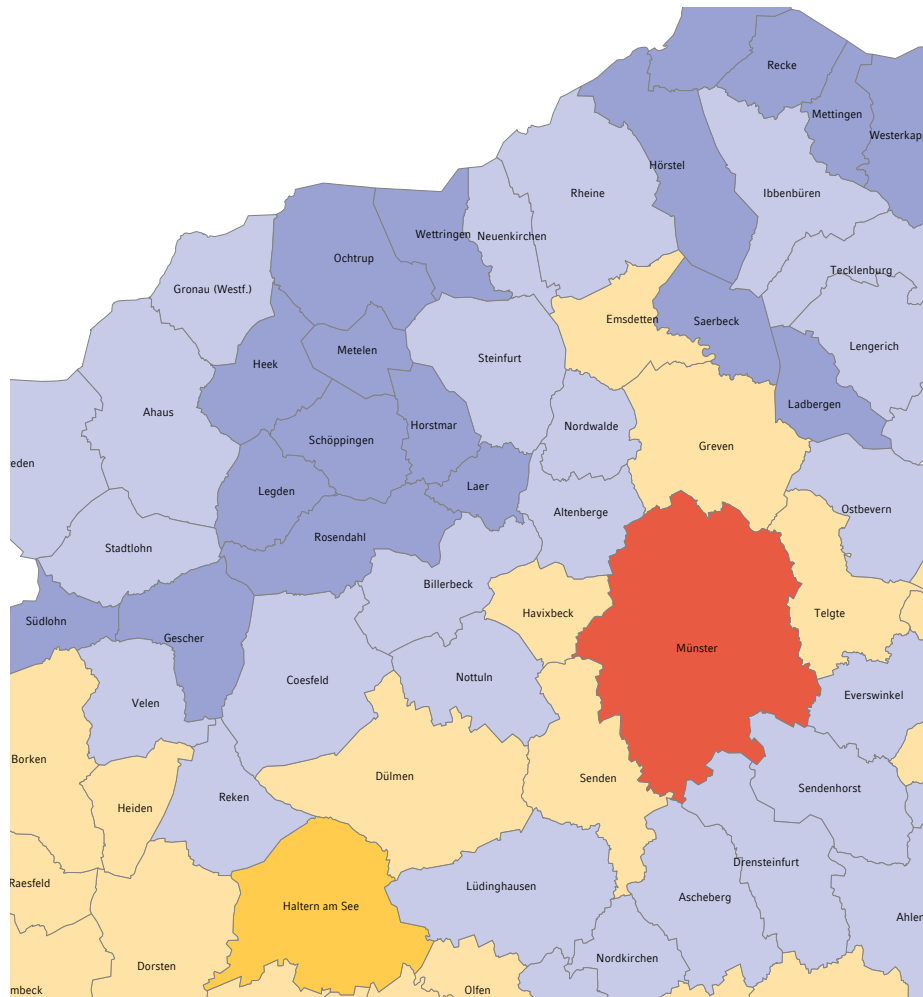 Recke
Mettingen
Westerkap
Hörstel
Rheine
Ibbenbüren
Wettringen
Neuenkirchen
Ochtrup
Tecklenburg
Gronau (Westf.)
Emsdetten
Saerbeck
Lengerich
Metelen
Steinfurt
Heek
Ladbergen
Ahaus
Horstmar
Nordwalde
Schöppingen
Greven
eden
Legden
Laer
Altenberge
Ostbevern
Rosendahl
Stadtlohn
Billerbeck
Havixbeck
Telgte
Südlohn
Gescher
Münster
Nottuln
Coesfeld
Everswinkel
Velen
Borken
Dülmen
Senden
Sendenhorst
Reken
Heiden
Drensteinfurt
Raesfeld
Lüdinghausen
Ascheberg
Haltern am See
Ahlen
Nordkirchen
Dorsten
mbeck
Olfen